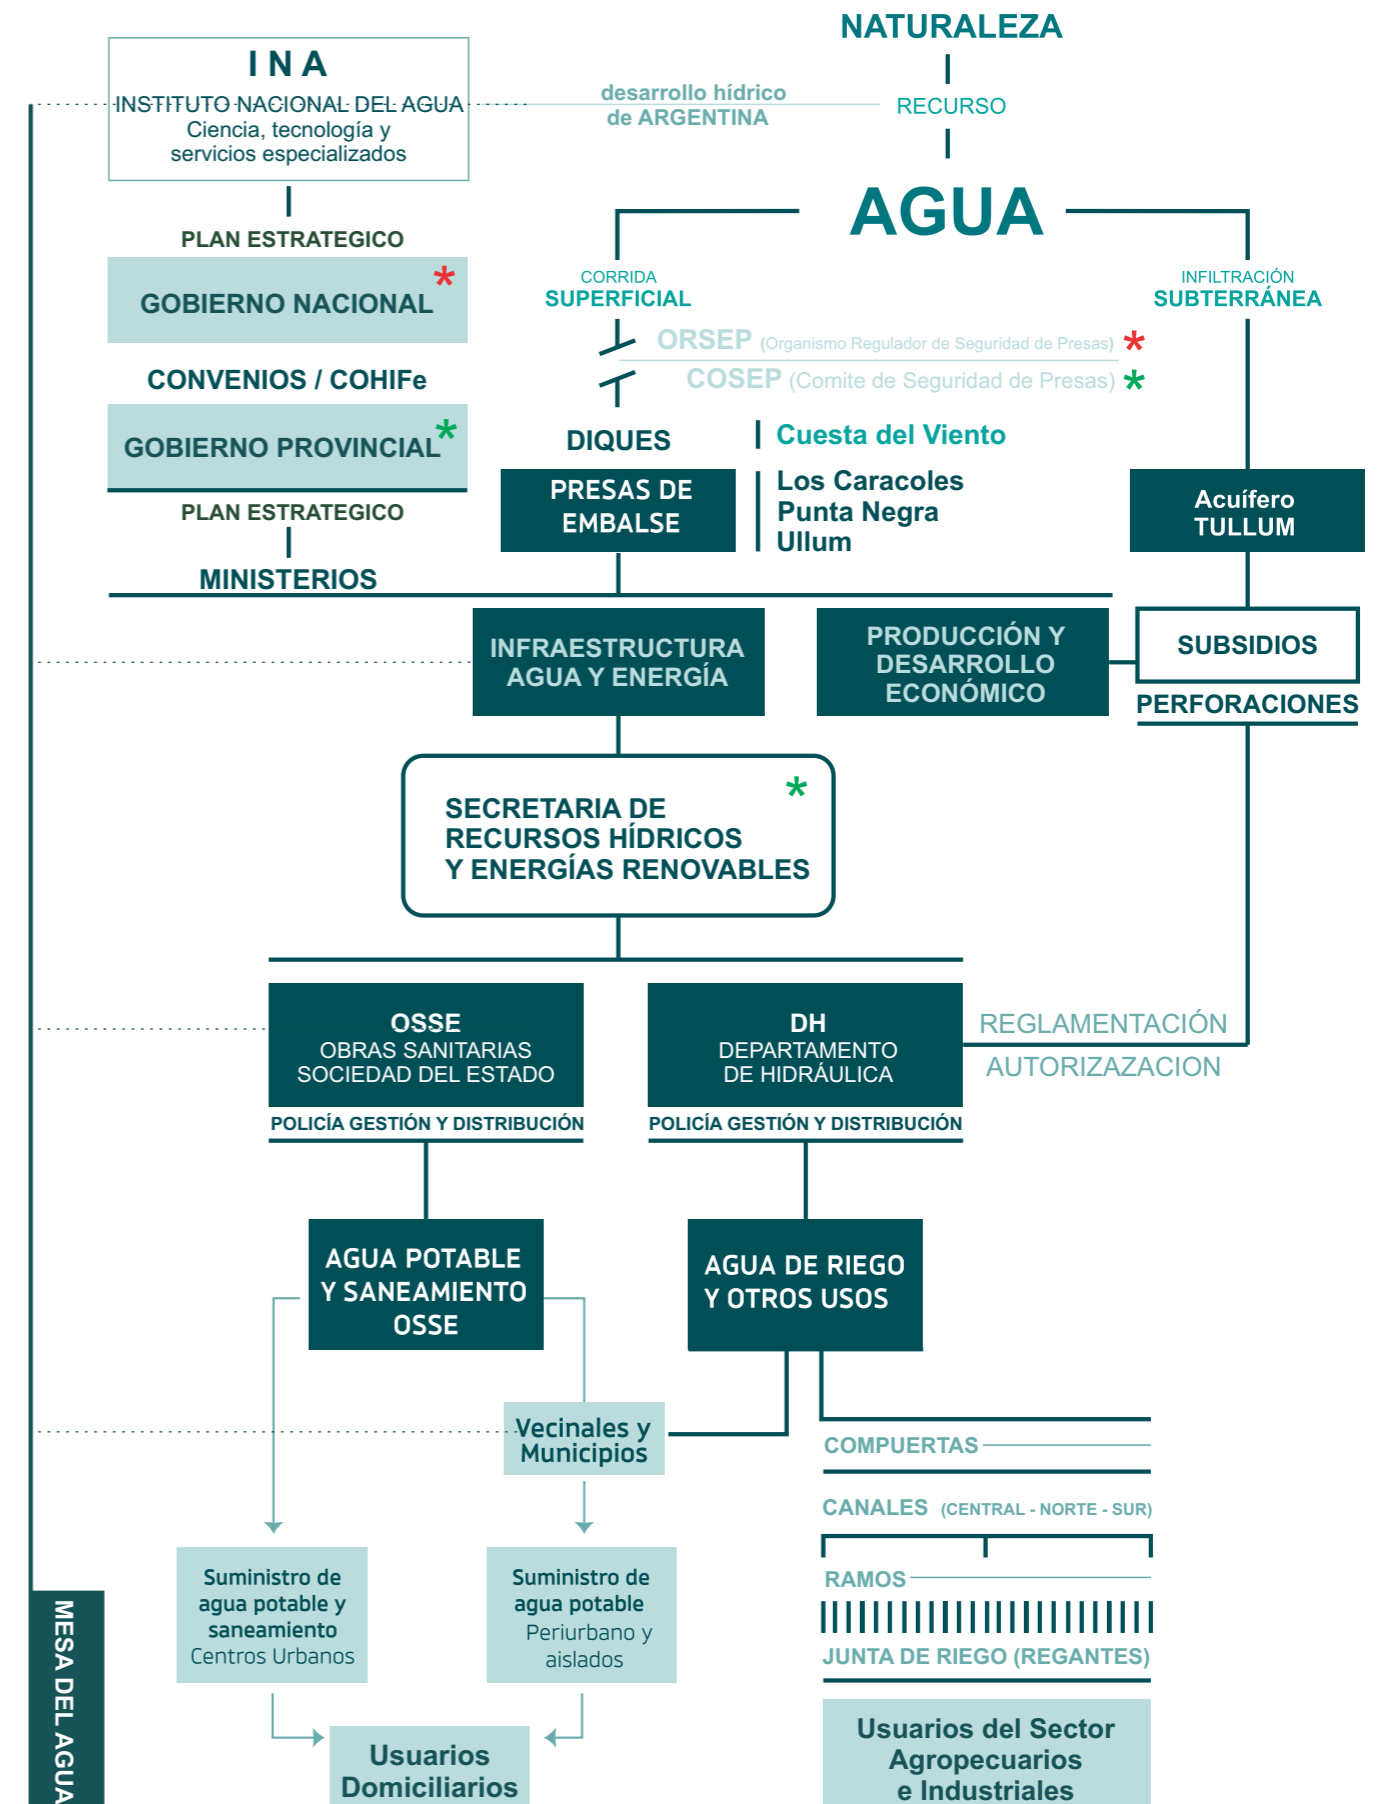 NATURALEZA
I N A
INSTITUTO NACIONAL DEL AGUA
Ciencia, tecnología y
servicios especializados
desarrollo hídrico
de ARGENTINA
RECURSO
AGUA
PLAN ESTRATEGICO
GOBIERNO NACIONAL *
CONVENIOS / COHIFe
GOBIERNO PROVINCIAL *
PLAN ESTRATEGICO
MINISTERIOS
CORRIDA
SUPERFICIAL
INFILTRACIÓN
SUBTERRÁNEA
ORSEP (Organismo Regulador de Seguridad de Presas) *
COSEP (Comite de Seguridad de Presas) *
DIQUES
Cuesta del Viento
PRESAS DE
EMBALSE
Los Caracoles
Punta Negra
Ullum
Acuífero
TULLUM
INFRAESTRUCTURA
AGUA Y ENERGÍA
PRODUCCIÓN Y
DESARROLLO
ECONÓMICO
SUBSIDIOS
PERFORACIONES
*
SECRETARIA DE
RECURSOS HÍDRICOS
Y ENERGÍAS RENOVABLES
OSSE
OBRAS SANITARIAS
SOCIEDAD DEL ESTADO
POLICÍA GESTIÓN Y DISTRIBUCIÓN
DH
DEPARTAMENTO
DE HIDRÁULICA
POLICÍA GESTIÓN Y DISTRIBUCIÓN
REGLAMENTACIÓN
AUTORIZAZACION
AGUA POTABLE
Y SANEAMIENTO
OSSE
AGUA DE RIEGO
Y OTROS USOS
Vecinales y
Municipios
COMPUERTAS
CANALES (CENTRAL - NORTE - SUR)
RAMOS
JUNTA DE RIEGO (REGANTES)
Suministro de
agua potable y
saneamiento
Centros Urbanos
Suministro de
agua potable
Periurbano y
aislados
Usuarios
Domiciliarios
Usuarios del Sector
Agropecuarios
e Industriales
MESA DEL AGUA